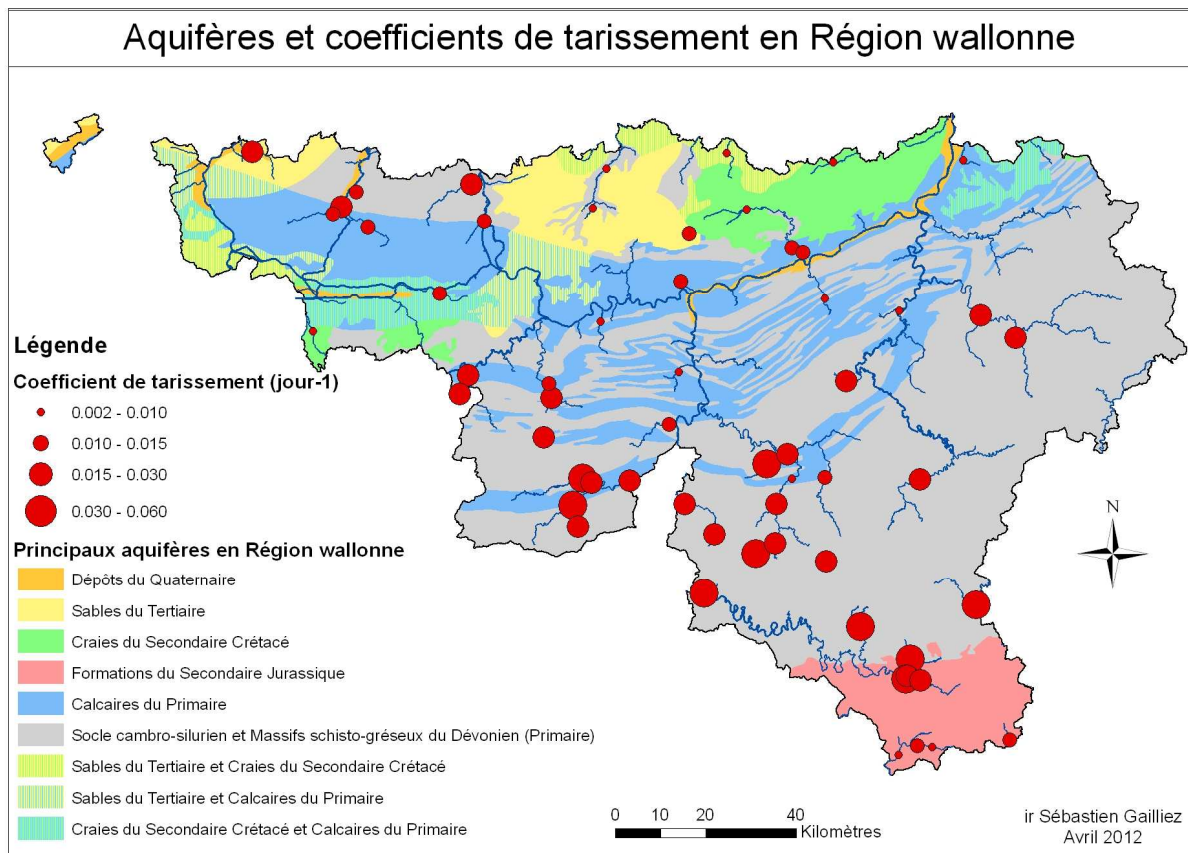 Aquifères et coefficients de tarissement en Région wallonne
Légende
Coefficient de tarissement (jour-1)
0.002 - 0.010
0.010 - 0.015
0.015 - 0.030
0.030 - 0.060
Principaux aquifères en Région wallonne
Dépôts du Quaternaire
Sables du Tertiaire
Craies du Secondaire Crétacé
Formations du Secondaire Jurassique
Calcaires du Primaire
Socle cambro-silurien et Massifs schisto-gréseux du Dévonien (Primaire)
Sables du Tertiaire et Craies du Secondaire Crétacé
Sables du Tertiaire et Calcaires du Primaire
Craies du Secondaire Crétacé et Calcaires du Primaire
N
0 10 20 40
Kilomètres
ir Sébastien Gailliez
Avril 2012